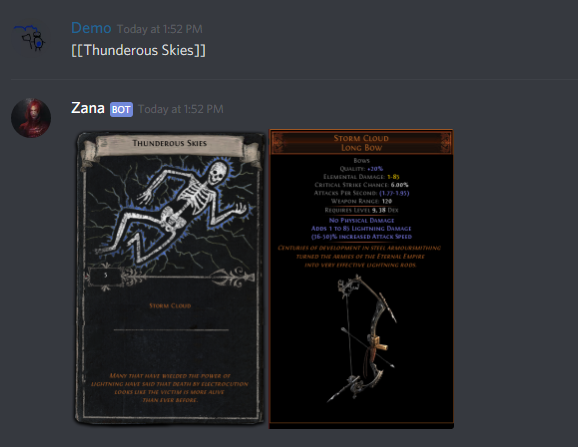 Demo Today at 1:52 PM
[[Thunderous Skies]]
Zana BOT Today at 1:52 PM
Thunderous Skies
5
Storm Cloud
Many that have wielded the power of
lightning have said that death by electrocution
looks like the victim is more alive
than ever before.
Storm Cloud
Long Bow
Bows
Quality: +20%
Elemental Damage: 1-85
Critical Strike Chance: 6.00%
Attacks Per Second: (1.77-1.95)
Weapon Range: 120
Requires Level 9, 38 Dex
No Physical Damage
Adds 1 to 85 Lightning Damage
(36-50)% increased Attack Speed
Centuries of development in steel armoursmithing
turned the armies of the Eternal Empire
into very effective lightning rods.